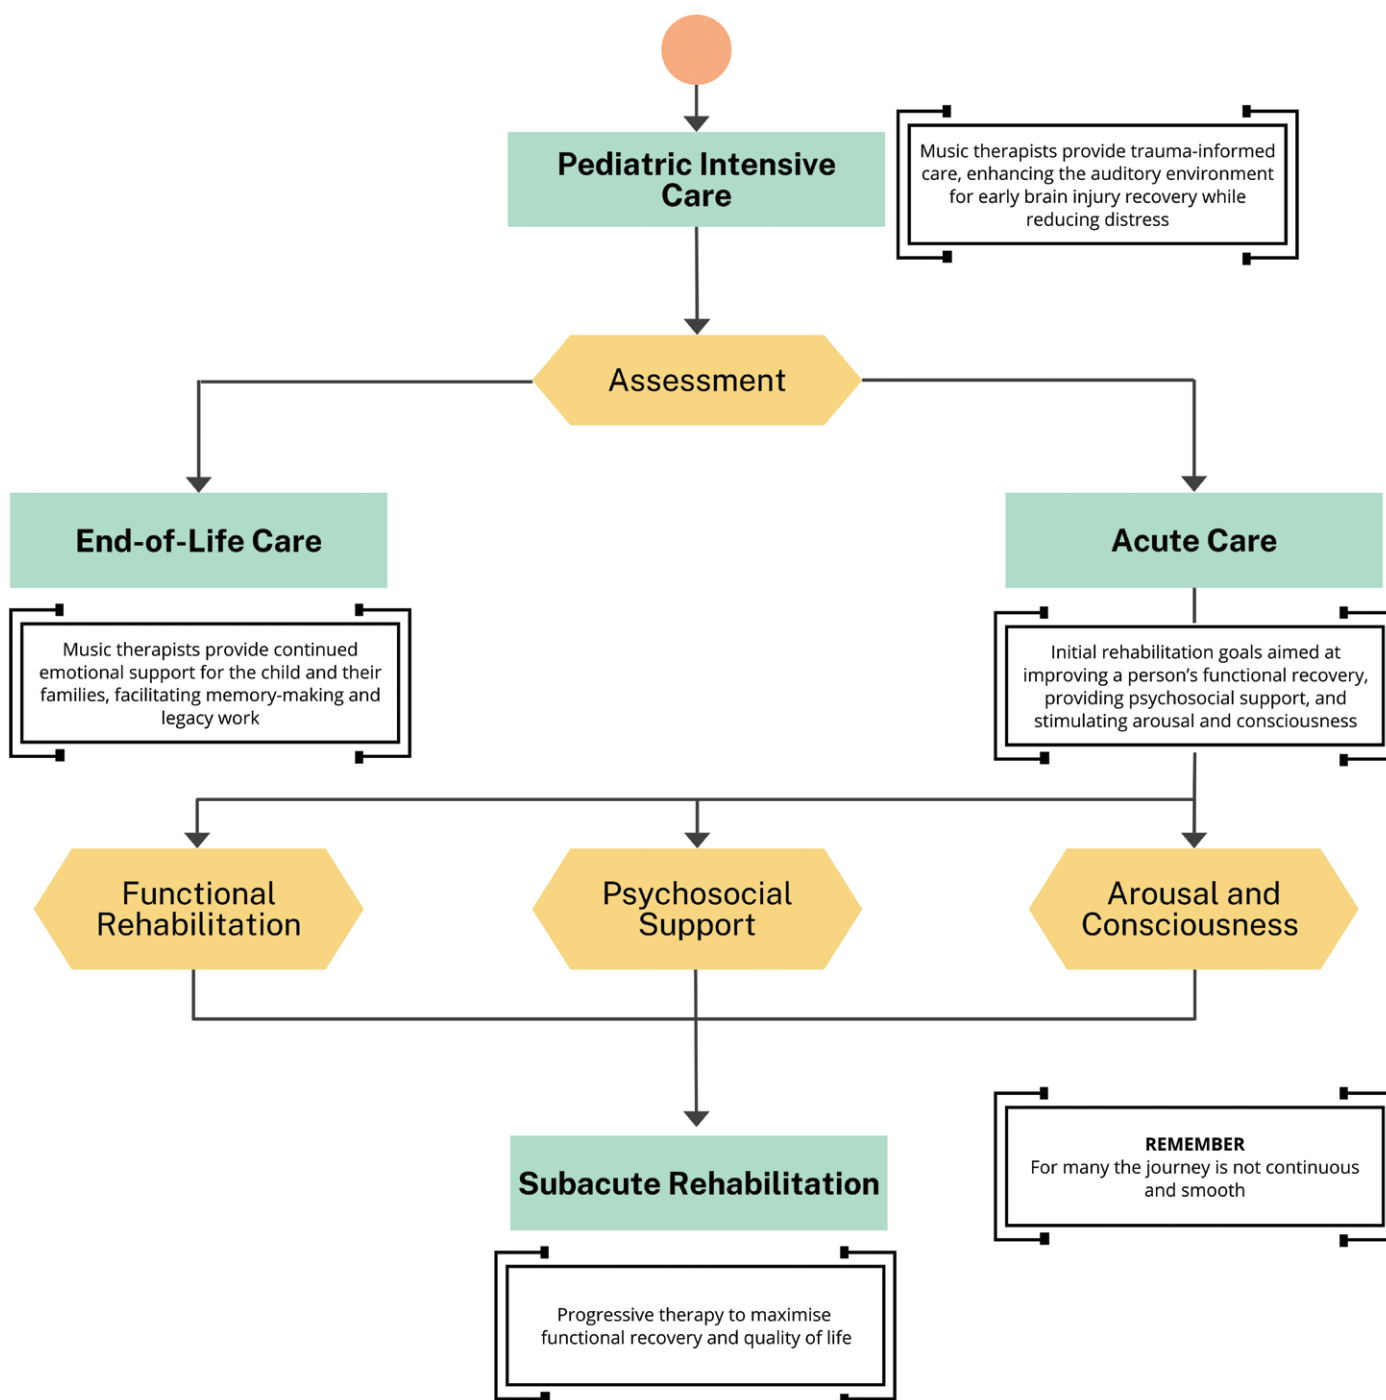 Pediatric Intensive
Care
Music therapists provide trauma-informed
care, enhancing the auditory environment
for early brain injury recovery while
reducing distress
Assessment
End-of-Life Care
Acute Care
Music therapists provide continued
emotional support for the child and their
families, facilitating memory-making and
legacy work
Initial rehabilitation goals aimed at
improving a person’s functional recovery,
providing psychosocial support, and
stimulating arousal and consciousness
Functional
Rehabilitation
Psychosocial
Support
Arousal and
Consciousness
Subacute Rehabilitation
REMEMBER
For many the journey is not continuous
and smooth
Progressive therapy to maximise
functional recovery and quality of life